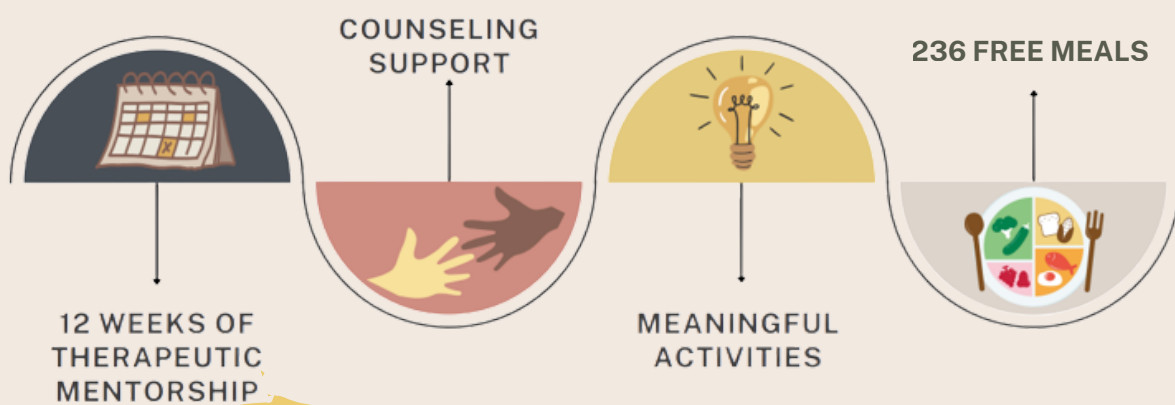 12 WEEKS OF
THERAPEUTIC
MENTORSHIP
COUNSELING
SUPPORT
MEANINGFUL
ACTIVITIES
236 FREE MEALS